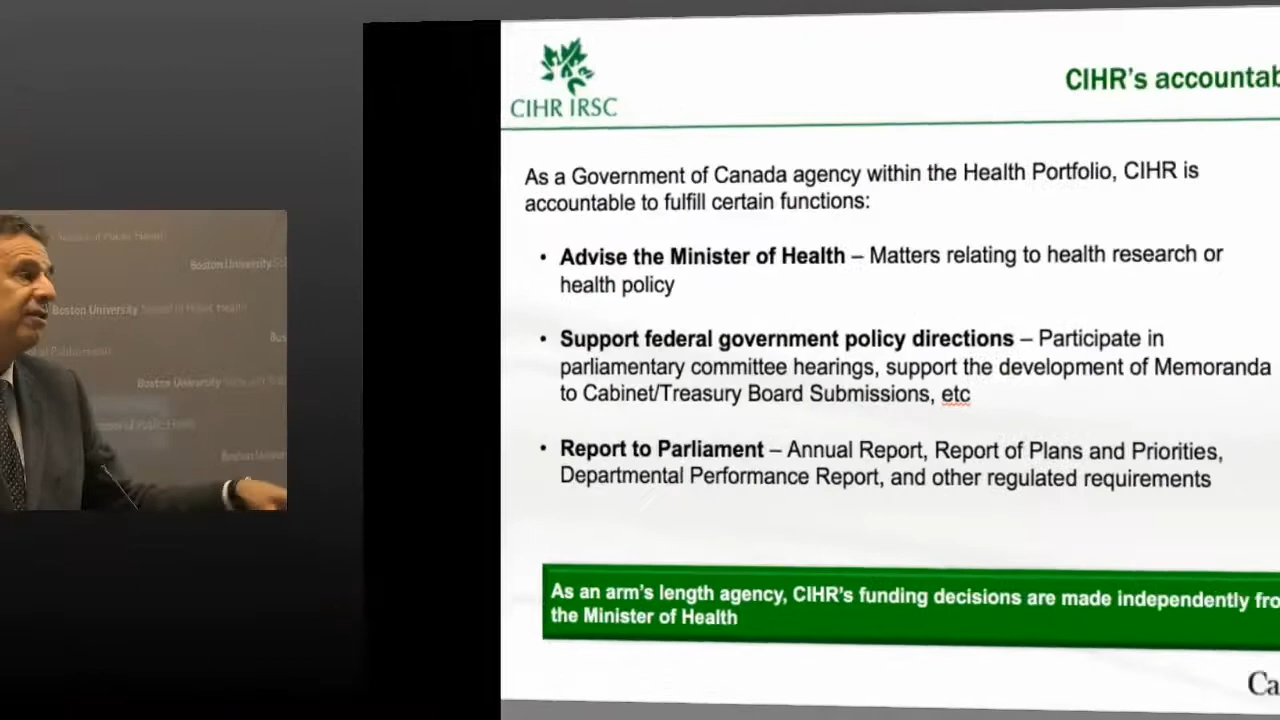 CIHR IRSC
CIHR's accountab
As a Government of Canada agency within the Health Portfolio, CIHR is
accountable to fulfill certain functions:
• Advise the Minister of Health – Matters relating to health research or
health policy
• Support federal government policy directions – Participate in
parliamentary committee hearings, support the development of Memoranda
to Cabinet/Treasury Board Submissions, etc
• Report to Parliament – Annual Report, Report of Plans and Priorities,
Departmental Performance Report, and other regulated requirements
As an arm's length agency, CIHR's funding decisions are made independently fro
the Minister of Health
Ca
Boston University
Boston University School of Public Health
Boston University